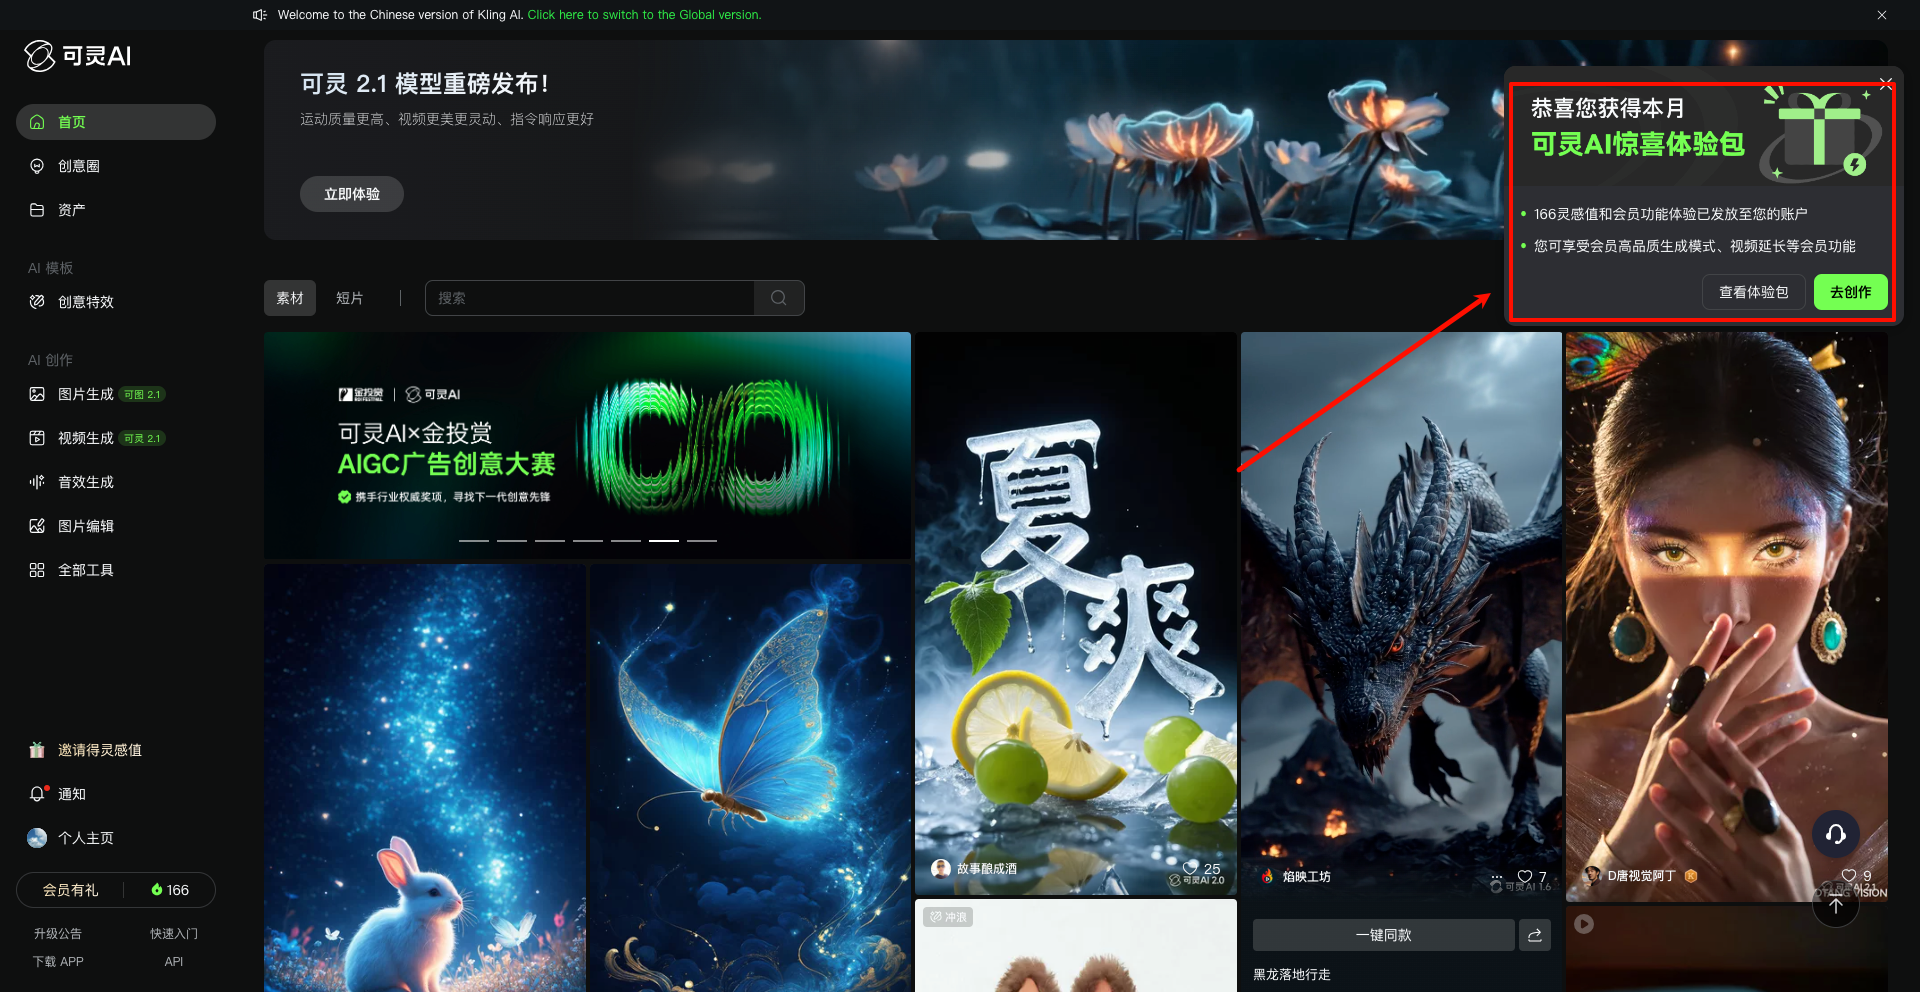 Welcome to the Chinese version of Kling AI. Click here to switch to the Global version.
可灵AI
首页
创意圈
资产
AI 模板
创意特效
AI 创作
图片生成 可图 2.1
视频生成 可灵 2.1
音效生成
图片编辑
全部工具
邀请得灵感值
通知
个人主页
会员有礼 166
升级公告 快速入门
下载 APP API
可灵 2.1 模型重磅发布！
运动质量更高、视频更美更灵动、指令响应更好
立即体验
恭喜您获得本月
可灵AI惊喜体验包
166灵感值和会员功能体验已发放至您的账户
您可享受会员高品质生成模式、视频延长等会员功能
查看体验包 去创作
素材 短片 搜索
金投赏 可灵AI
可灵AI×金投赏
AIGC广告创意大赛
携手行业权威奖项，寻找下一代创意先锋
夏爽
故事酿成酒 25
可灵AI 2.0
冲浪
焰映工坊 7
可灵AI 1.6
一键同款
黑龙落地行走
D唐视觉阿丁 9
可灵AI 2.1
OTANG VISION